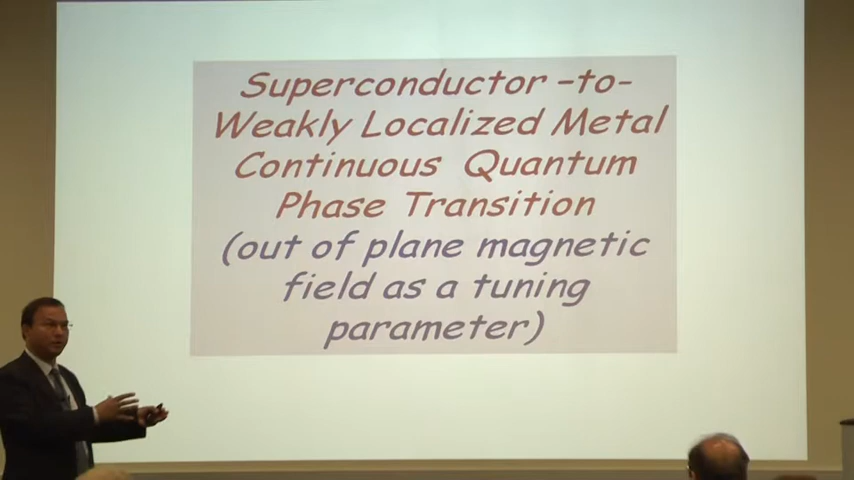 Superconductor –to-
Weakly Localized Metal
Continuous Quantum
Phase Transition
(out of plane magnetic
field as a tuning
parameter)